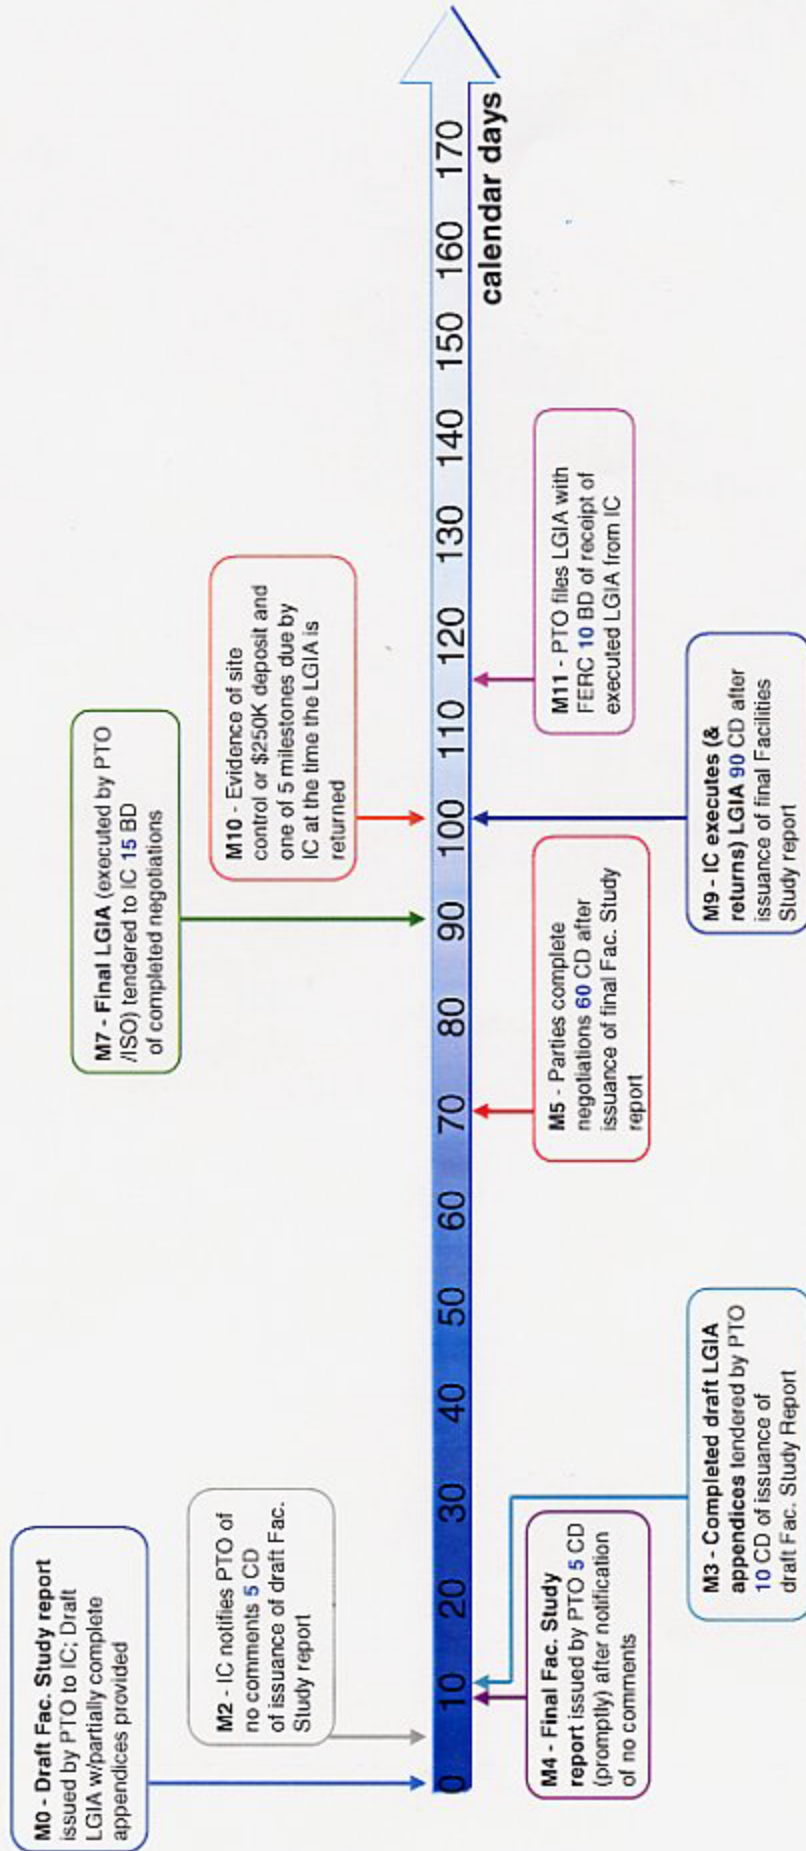 M0 - Draft Fac. Study report
issued by PTO to IC; Draft
LGIA w/partially complete
appendices provided
M2 - IC notifies PTO of
no comments 5 CD
of issuance of draft Fac.
Study report
M7 - Final LGIA (executed by PTO
/ISO) tendered to IC 15 BD
of completed negotiations
M10 - Evidence of site
control or $250K deposit and
one of 5 milestones due by
IC at the time the LGIA is
returned
0 10 20 30 40 50 60 70 80 90 100 110 120 130 140 150 160 170
calendar days
M4 - Final Fac. Study
report issued by PTO 5 CD
(promptly) after notification
of no comments
M3 - Completed draft LGIA
appendices tendered by PTO
10 CD of issuance of
draft Fac. Study Report
M5 - Parties complete
negotiations 60 CD after
issuance of final Fac. Study
report
M9 - IC executes (&
returns) LGIA 90 CD after
issuance of final Facilities
Study report
M11 - PTO files LGIA with
FERC 10 BD of receipt of
executed LGIA from IC